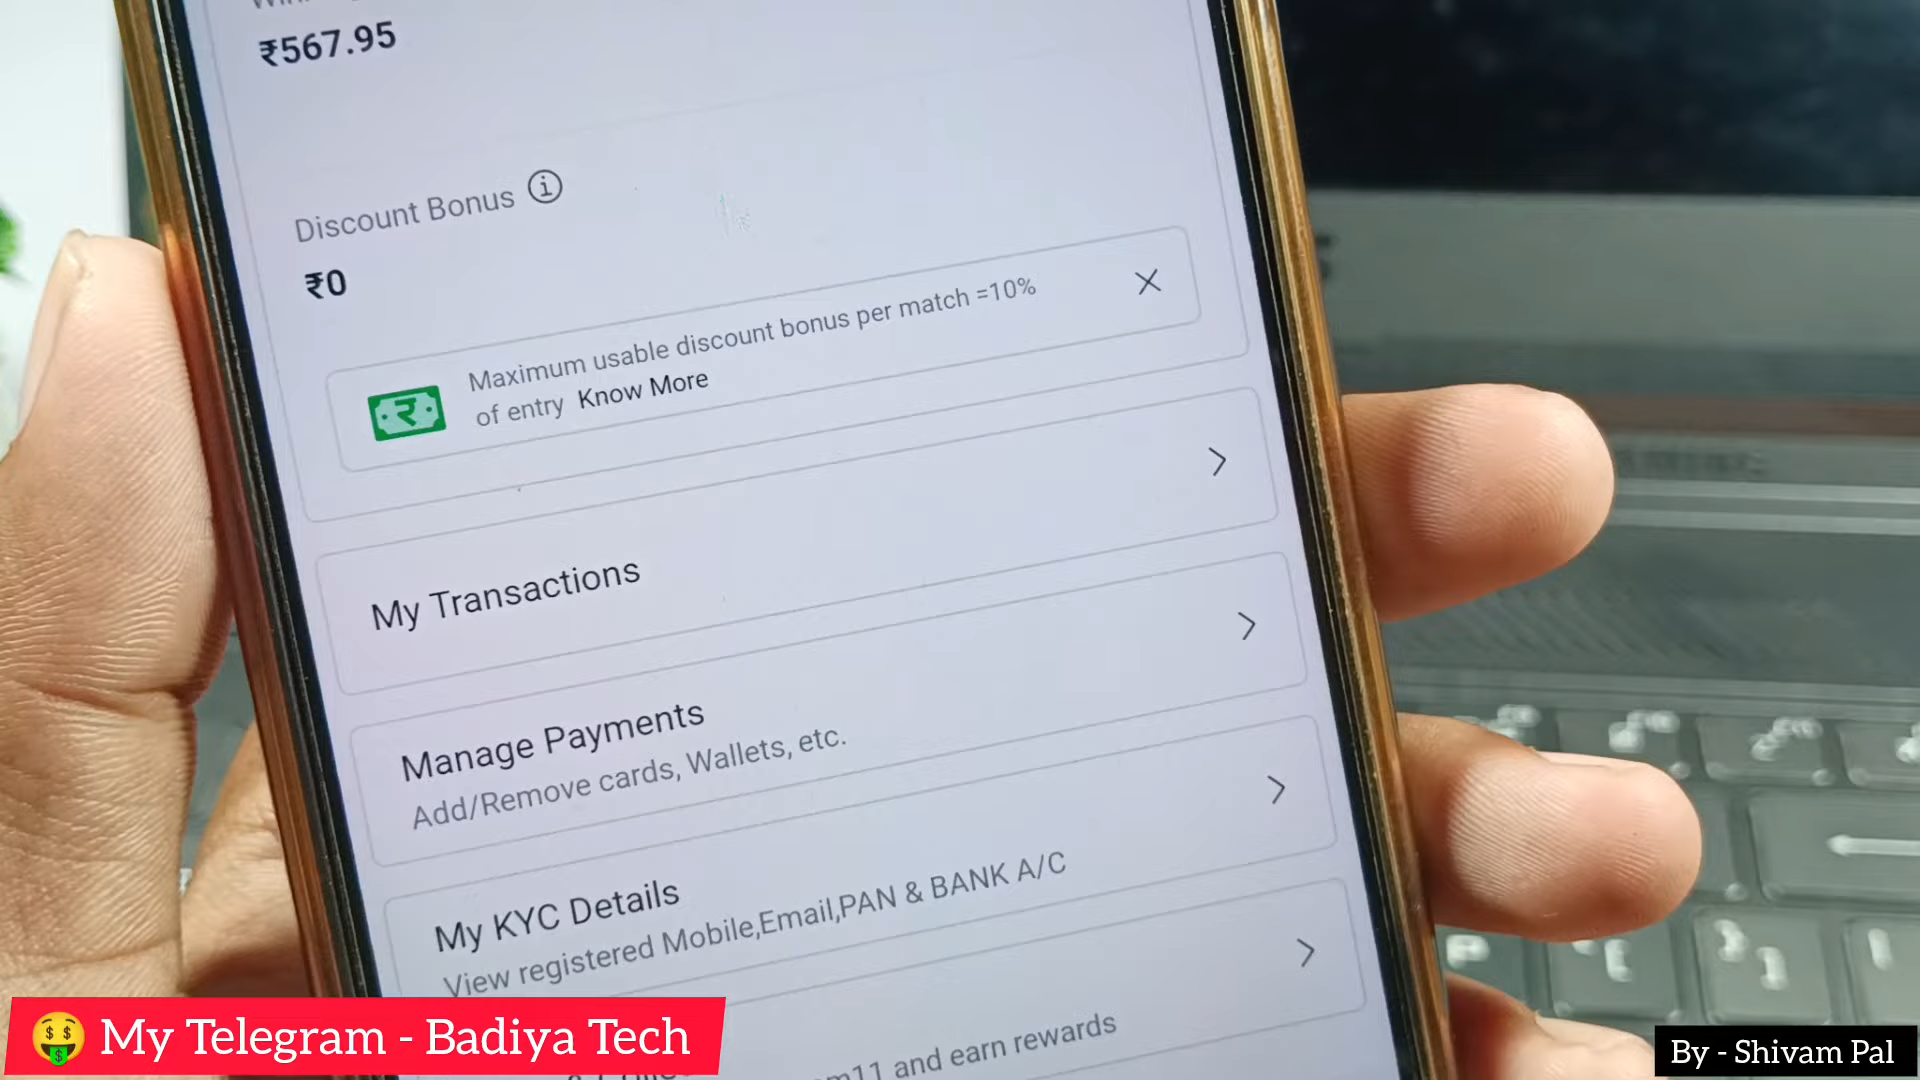 ₹567.95
Discount Bonus
₹0
Maximum usable discount bonus per match =10%
of entry Know More
My Transactions
Manage Payments
Add/Remove cards, Wallets, etc.
My KYC Details
View registered Mobile,Email,PAN & BANK A/C
and earn rewards
🤑 My Telegram - Badiya Tech
By - Shivam Pal